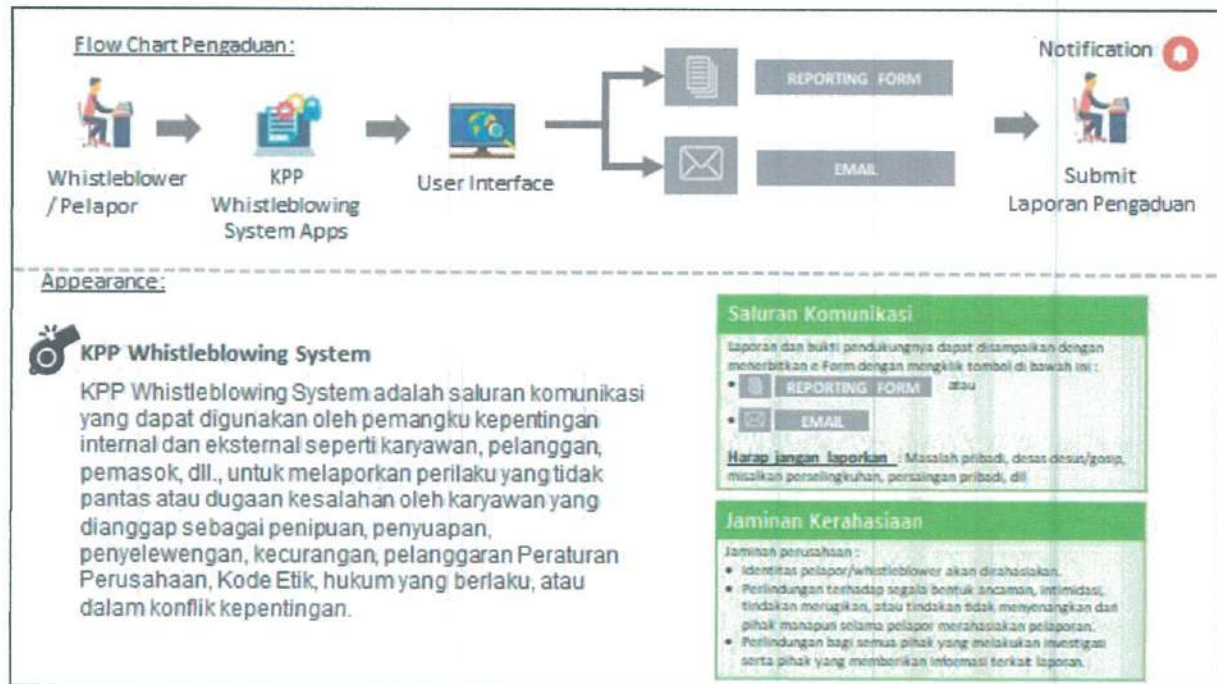 Flow Chart Pengaduan:
Whistleblower
/Pelapor
KPP
Whistleblowing
System Apps
User Interface
REPORTING FORM
EMAIL
Notification
Submit
Laporan Pengaduan
Appearance:
KPP Whistleblowing System
KPP Whistleblowing System adalah saluran komunikasi
yang dapat digunakan oleh pemangku kepentingan
internal dan eksternal seperti karyawan, pelanggan,
pemasok, dll., untuk melaporkan perilaku yang tidak
pantas atau dugaan kesalahan oleh karyawan yang
dianggap sebagai penipuan, penyuapan,
penyelewengan, kecurangan, pelanggaran Peraturan
Perusahaan, Kode Etik, hukum yang berlaku, atau
dalam konflik kepentingan.
Saluran Komunikasi
Laporan dan bukti pendukungnya dapat disampaikan dengan
menerbitkan e Form dengan mengklik tombol di bawah ini :
• REPORTING FORM atau
• EMAIL
Harap jangan laporkan : Masalah pribadi, desas desus/gosip,
misalkan perselingkuhan, persaingan pribadi, dll
Jaminan Kerahasiaan
Jaminan perusahaan :
• Identitas pelapor/whistleblower akan dirahasiakan.
• Perlindungan terhadap segala bentuk ancaman, intimidasi,
tindakan merugikan, atau tindakan tidak menyenangkan dari
pihak manapun selama pelapor merahasiakan pelaporan.
• Perlindungan bagi semua pihak yang melakukan investigasi
serta pihak yang memberikan informasi terkait laporan.